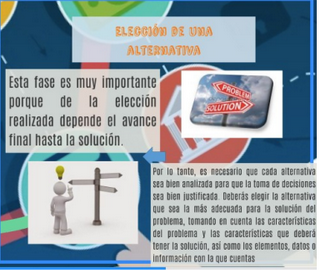 ELECCIÓN DE UNA
ALTERNATIVA
Esta fase es muy importante
porque de la elección
realizada depende el avance
final hasta la solución.
PROBLEM
SOLUTION
Por lo tanto, es necesario que cada alternativa
sea bien analizada para que la toma de decisiones
sea bien justificada. Deberás elegir la alternativa
que sea la más adecuada para la solución del
problema, tomando en cuenta las características
del problema y las características que deberá
tener la solución, así como los elementos, datos o
información con la que cuentas